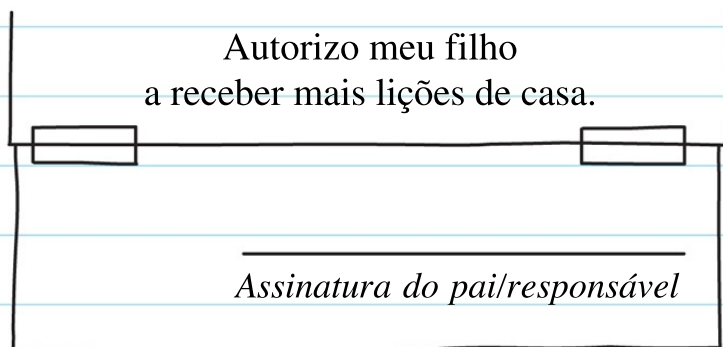 Autorizo meu filho
a receber mais lições de casa.
Assinatura do pai/responsável